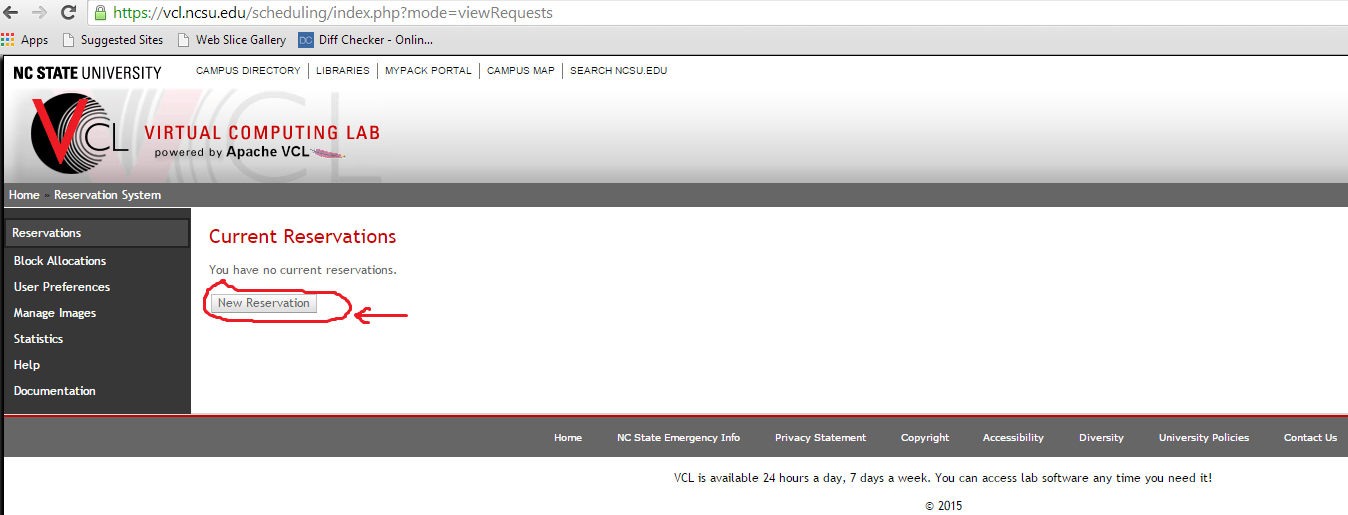 https://vcl.ncsu.edu/scheduling/index.php?mode=viewRequests
Apps Suggested Sites Web Slice Gallery DC Diff Checker - Onlin...
NC STATE UNIVERSITY CAMPUS DIRECTORY LIBRARIES MYPACK PORTAL CAMPUS MAP SEARCH NCSU.EDU
VCL VIRTUAL COMPUTING LAB
powered by Apache VCL
Home » Reservation System
Reservations
Block Allocations
User Preferences
Manage Images
Statistics
Help
Documentation
Current Reservations
You have no current reservations.
New Reservation
Home NC State Emergency Info Privacy Statement Copyright Accessibility Diversity University Policies Contact Us
VCL is available 24 hours a day, 7 days a week. You can access lab software any time you need it!
© 2015